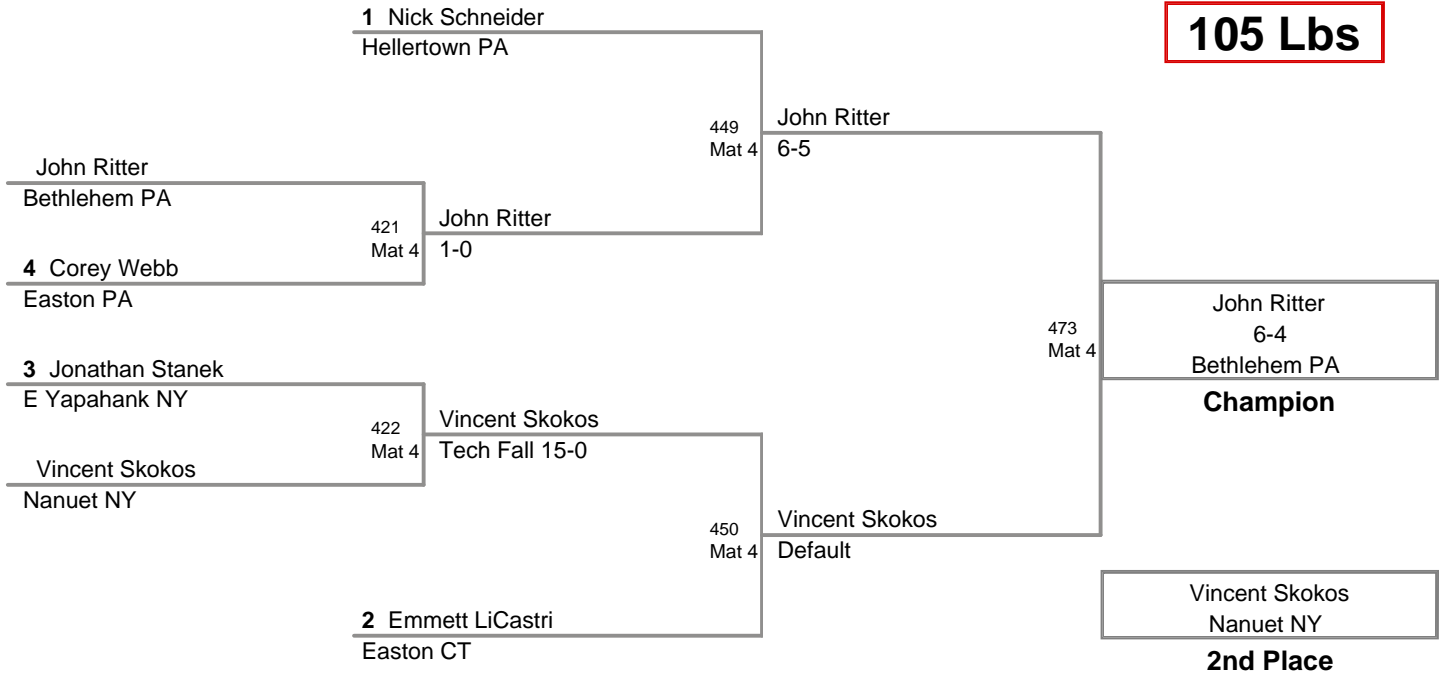 1 Nick Schneider
Hellertown PA
105 Lbs
449
Mat 4
John Ritter
6-5
John Ritter
Bethlehem PA
421
Mat 4
John Ritter
1-0
4 Corey Webb
Easton PA
473
Mat 4
John Ritter
6-4
Bethlehem PA
Champion
3 Jonathan Stanek
E Yapahank NY
422
Mat 4
Vincent Skokos
Tech Fall 15-0
Vincent Skokos
Nanuet NY
450
Mat 4
Vincent Skokos
Default
2 Emmett LiCastri
Easton CT
Vincent Skokos
Nanuet NY
2nd Place